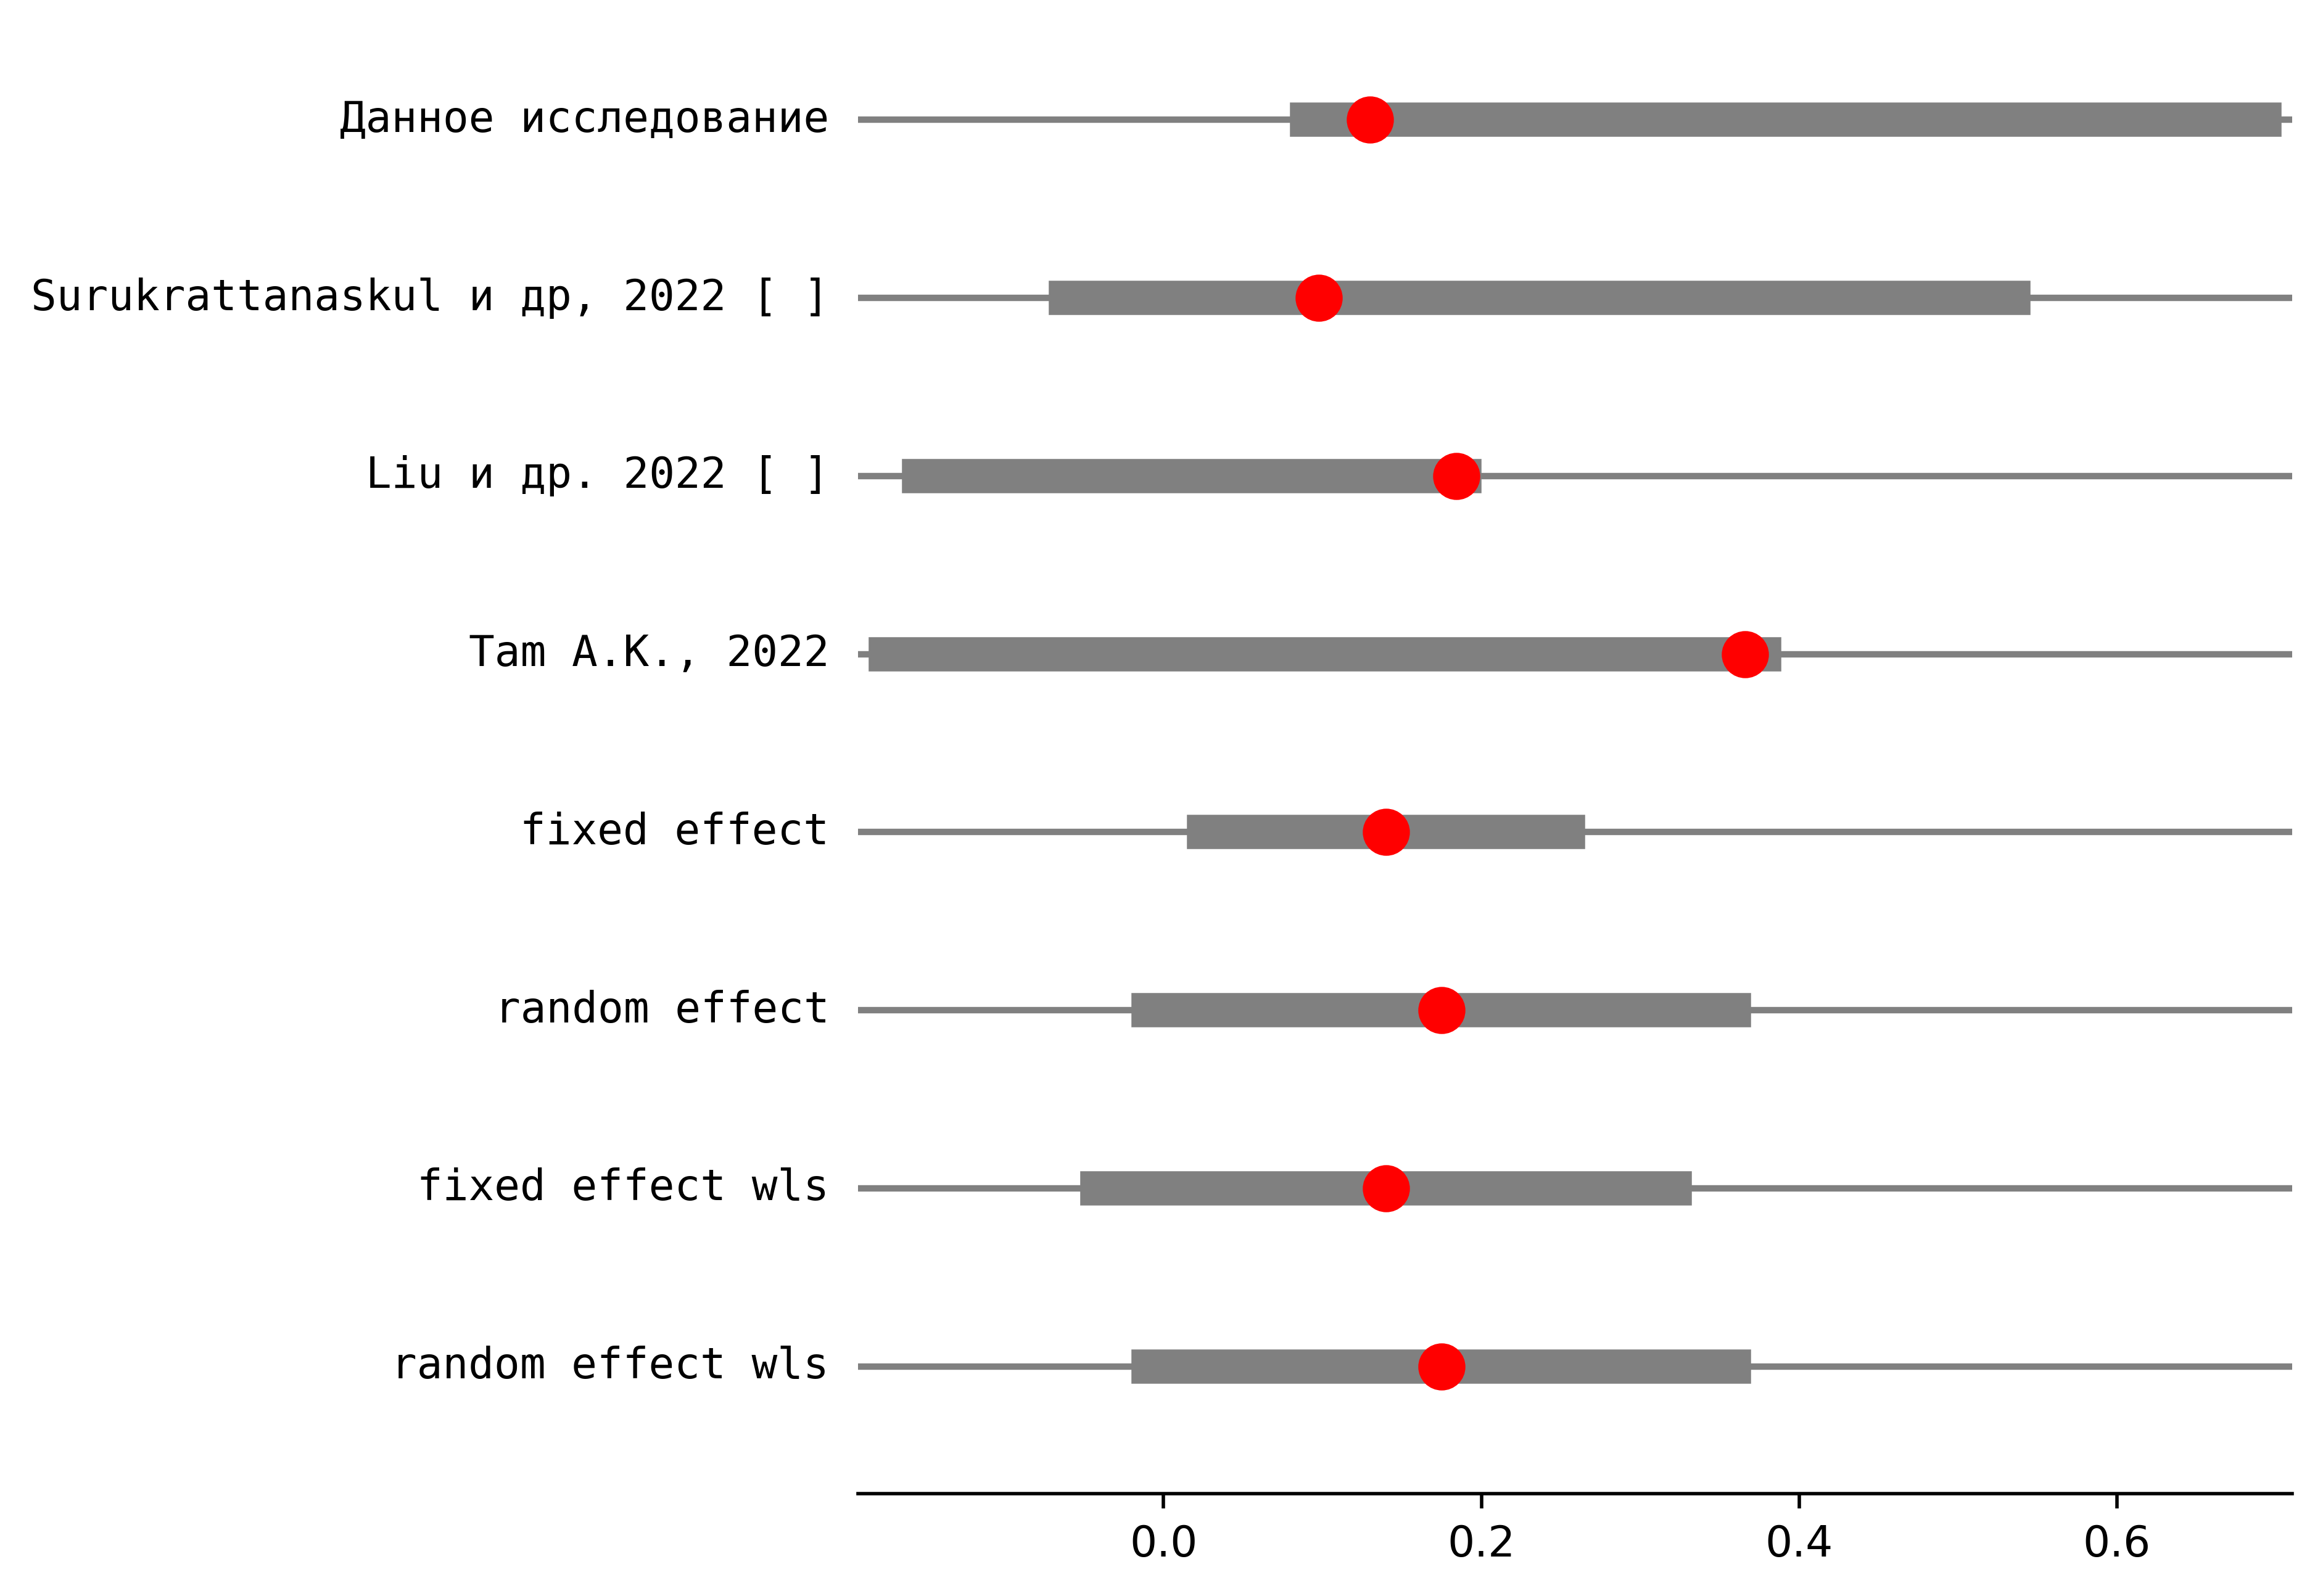 Данное исследование
Surukrattanaskul и др, 2022 [ ]
Liu и др. 2022 [ ]
Tam A.K., 2022
fixed effect
random effect
fixed effect wls
random effect wls
0.0 0.2 0.4 0.6